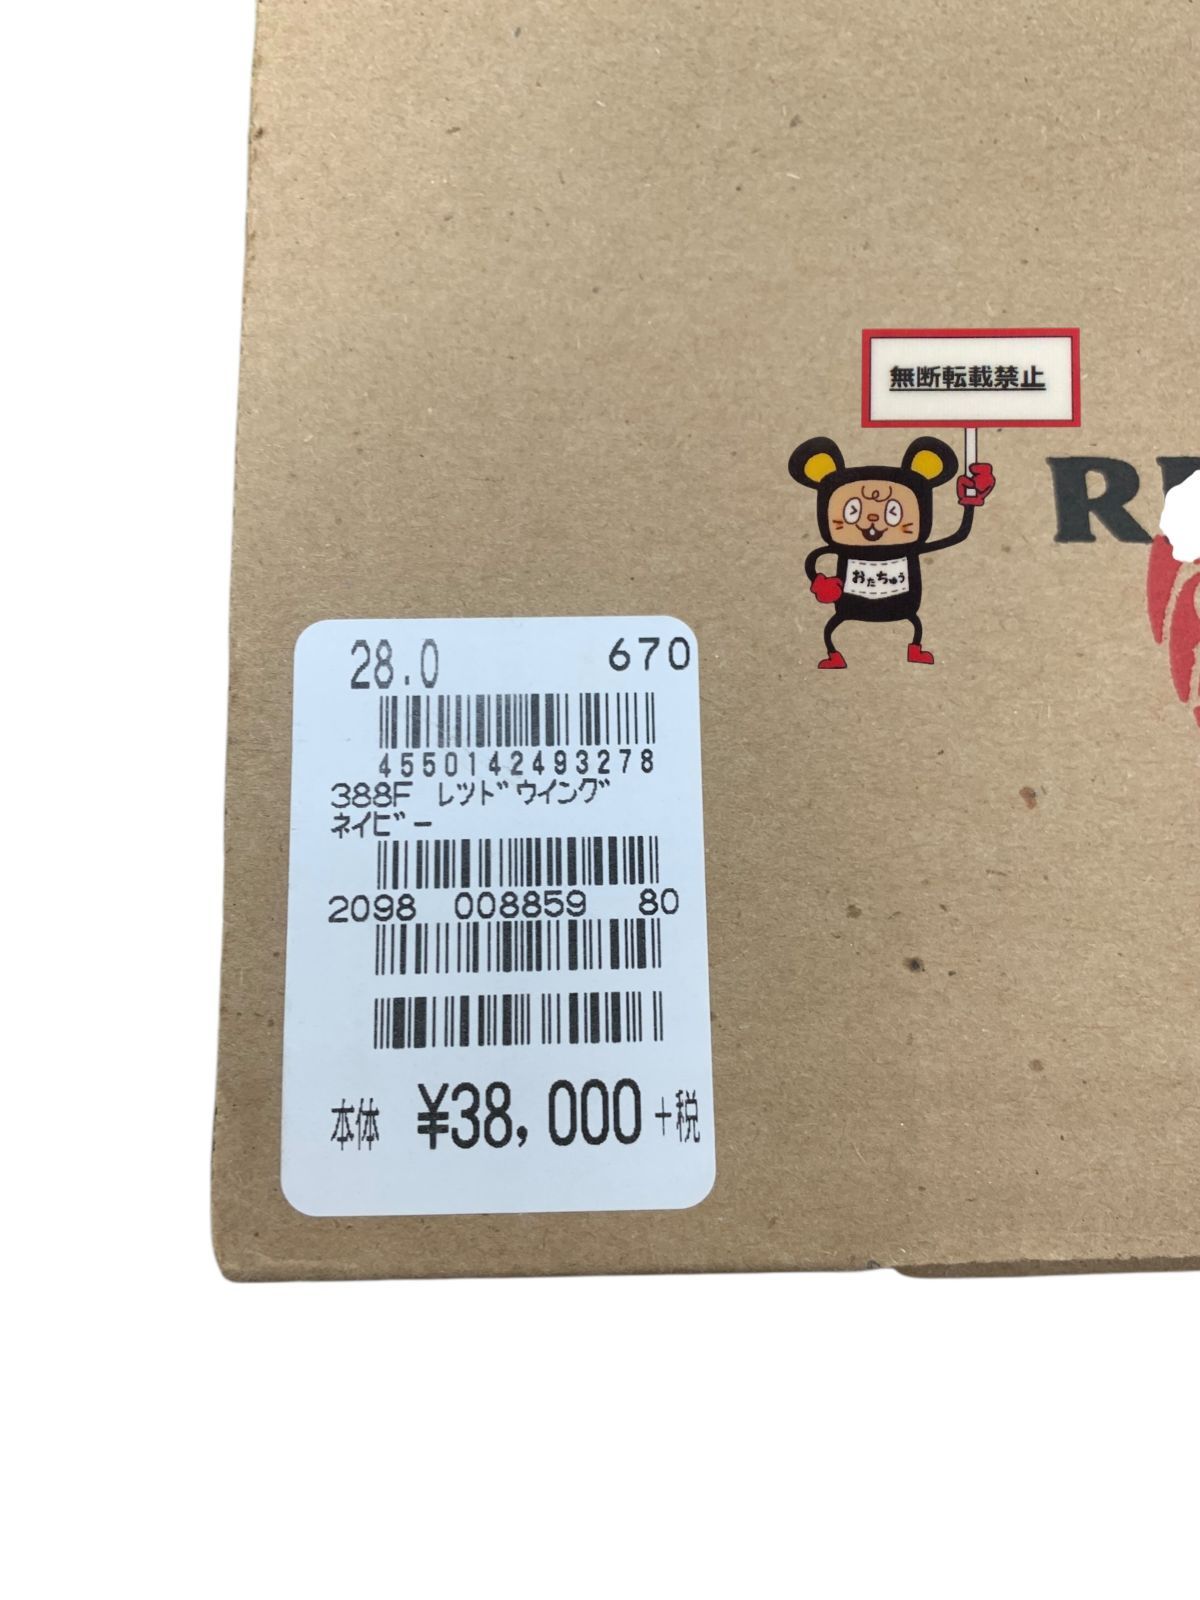 無断転載禁止
R
おたちゅう
28.0 670
4550142493278
388F レツドウイング
ネイビー
2098 008859 80
本体 ¥38,000+税